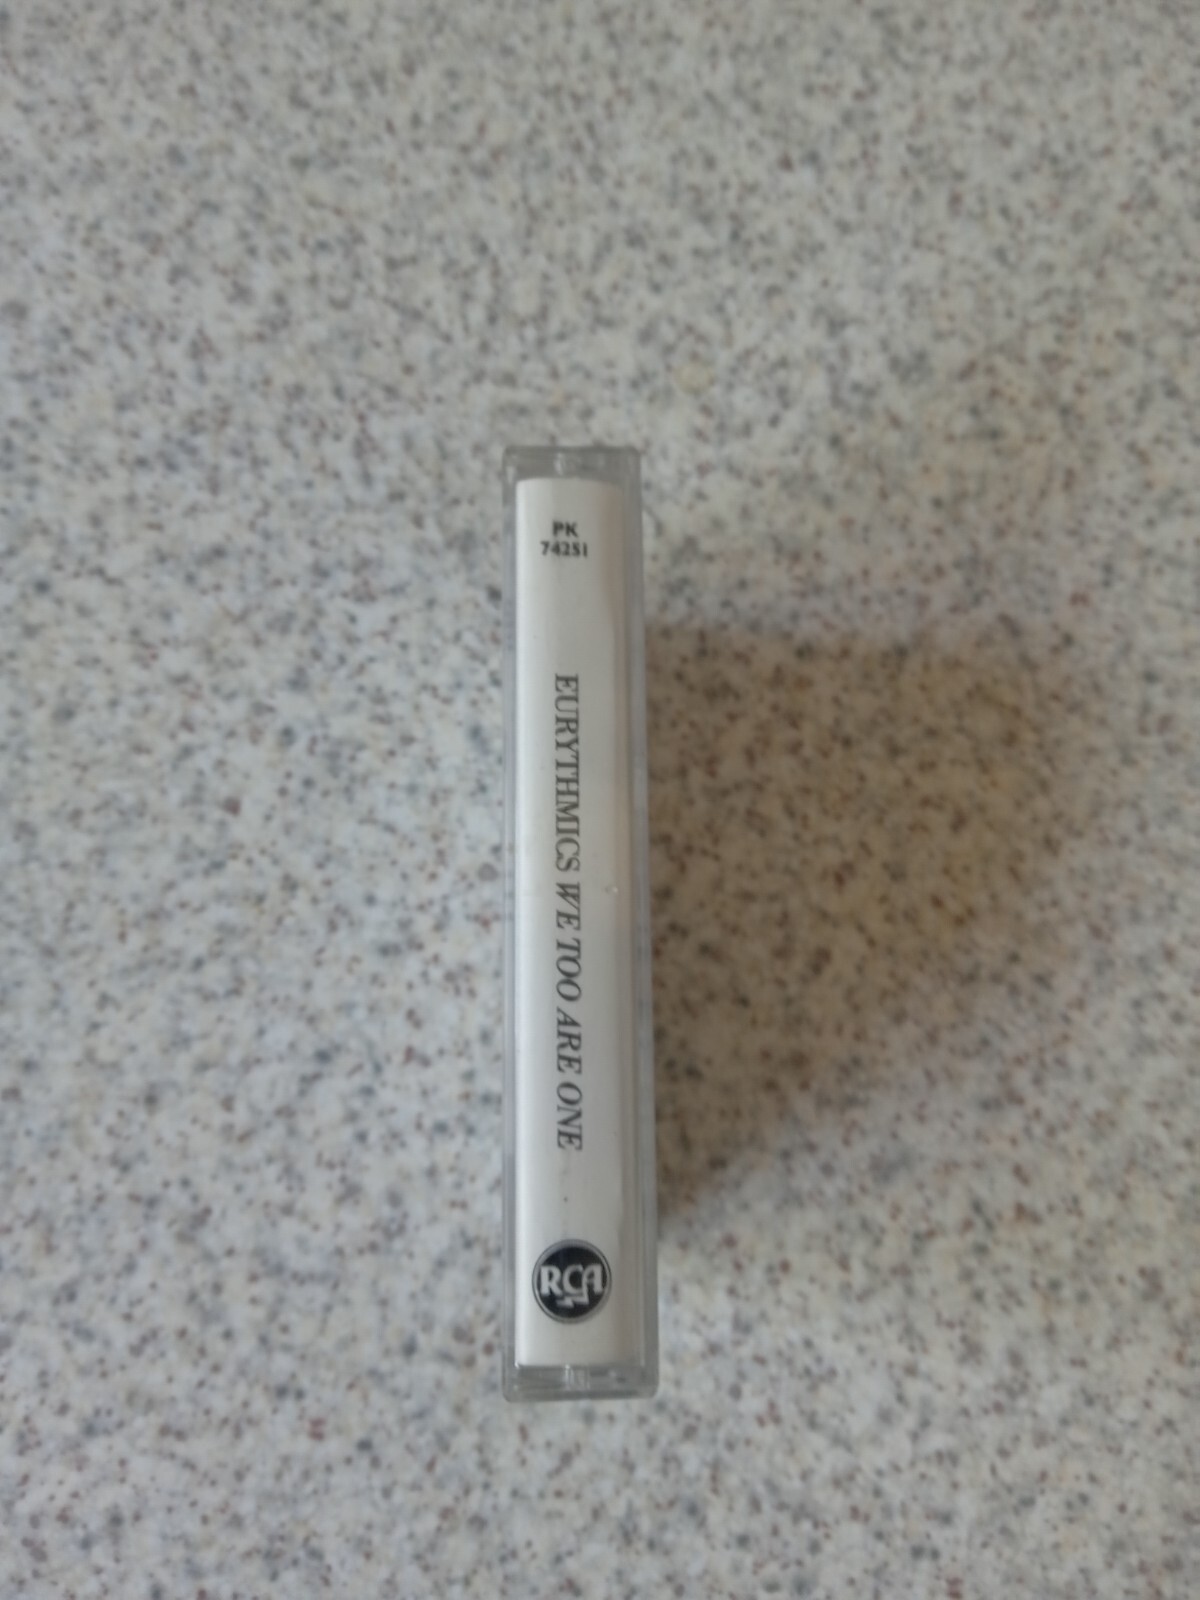 PK
74251
EURYTHMICS WE TOO ARE ONE
RCA